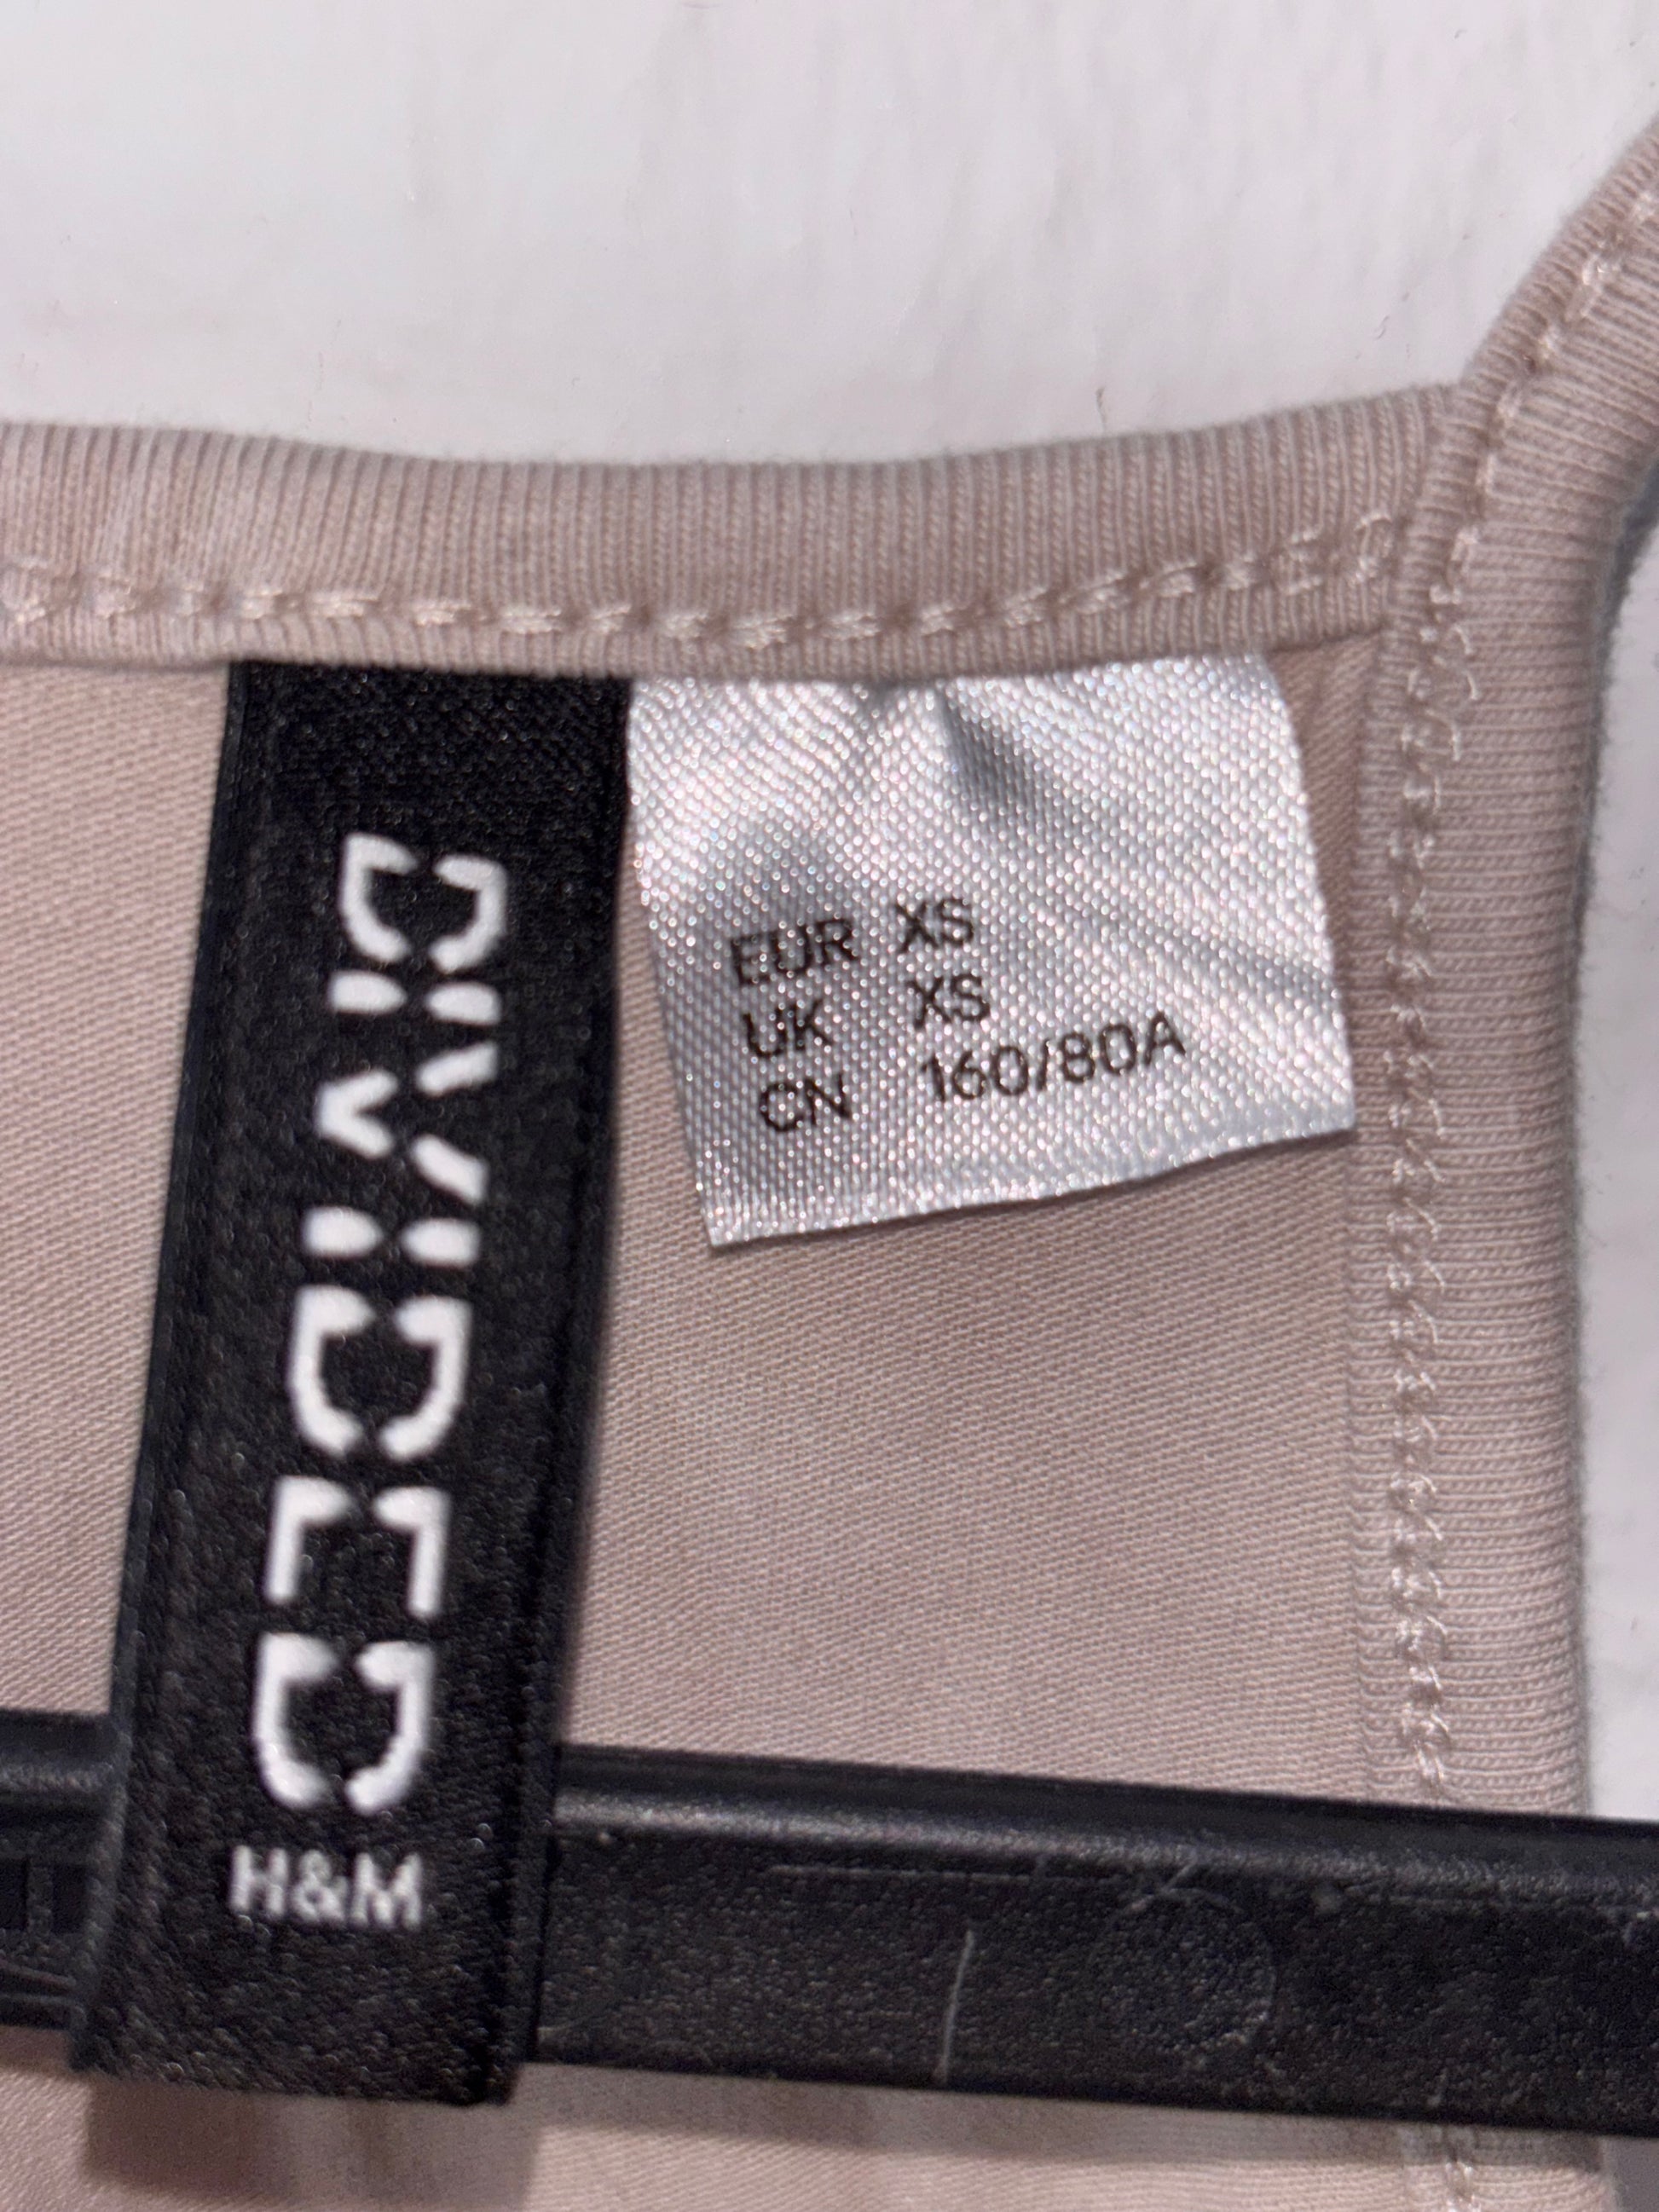 DIVIDED
H&M
EUR XS
UK XS
CN 160/80A